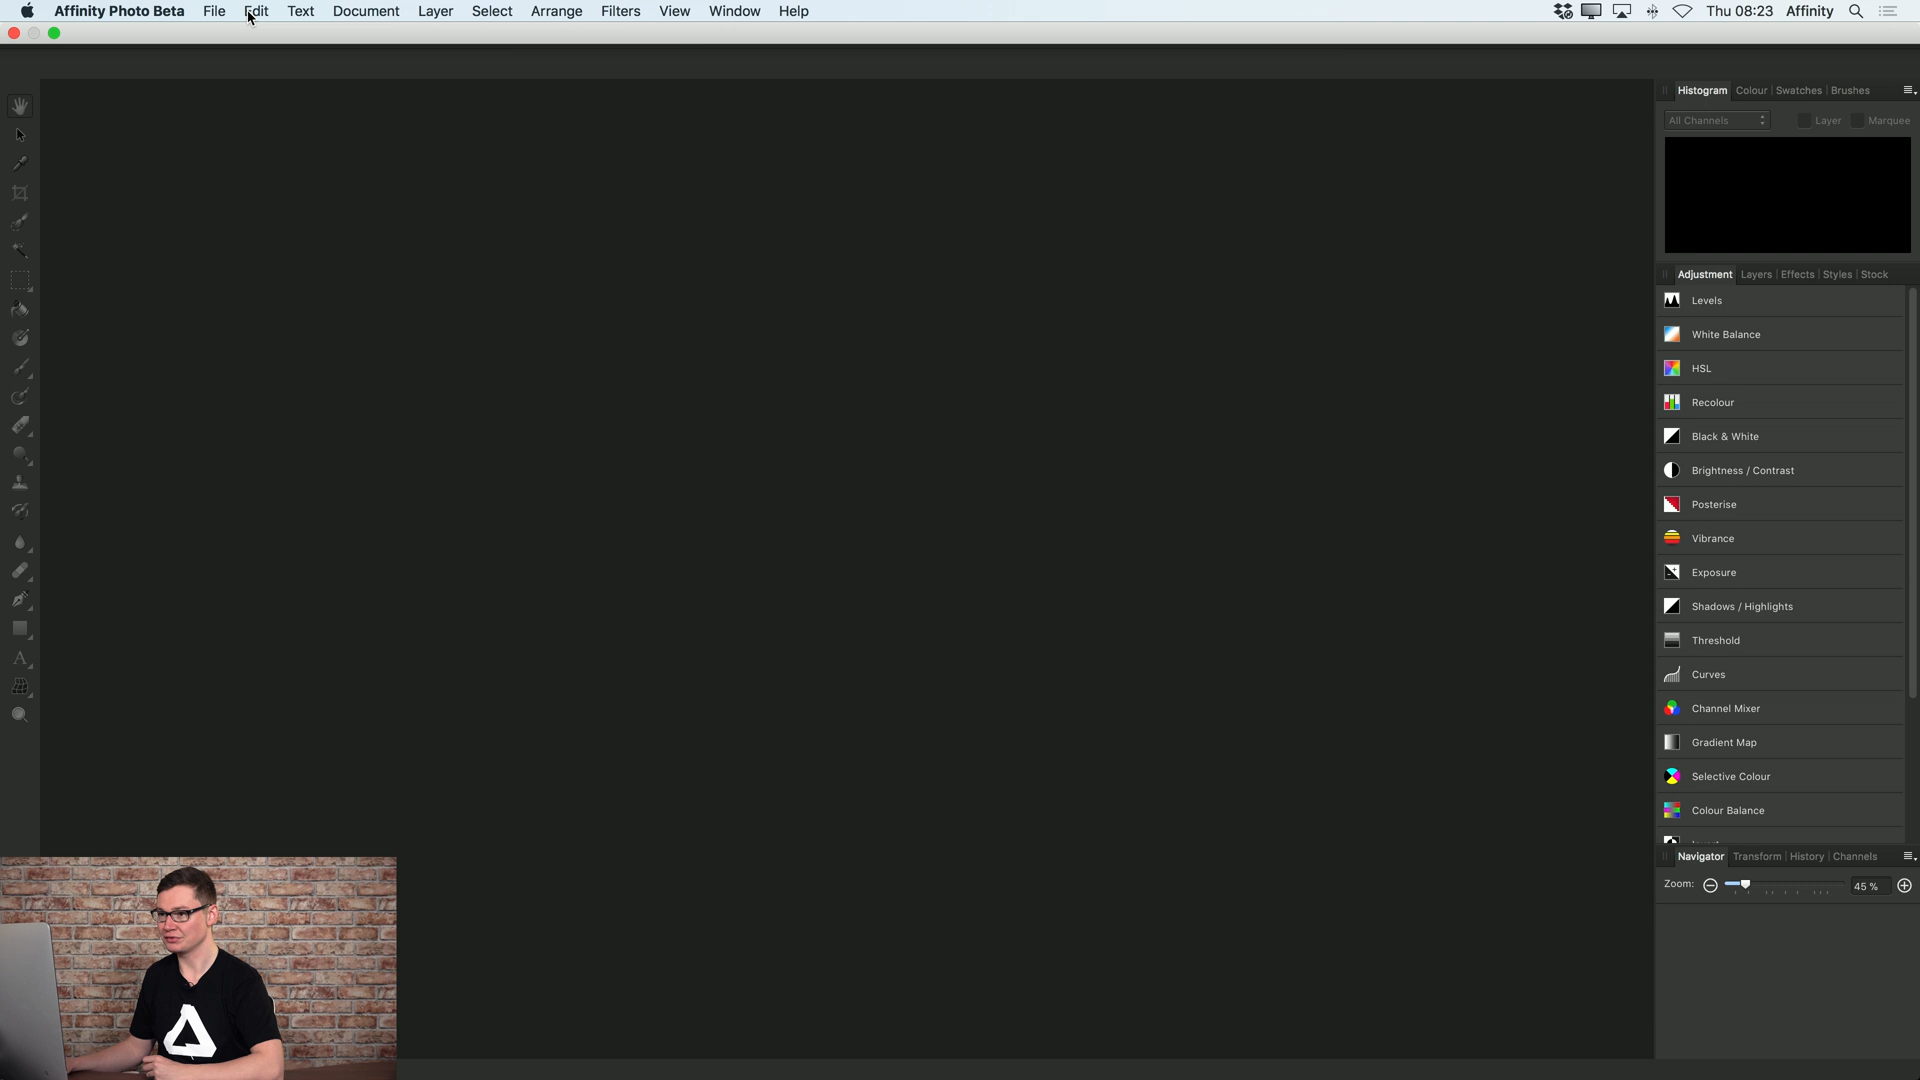 Affinity Photo Beta File Edit Text Document Layer Select Arrange Filters View Window Help Thu 08:23 Affinity
Histogram Colour Swatches Brushes
All Channels Layer Marquee
Adjustment Layers Effects Styles Stock
Levels
White Balance
HSL
Recolour
Black & White
Brightness / Contrast
Posterise
Vibrance
Exposure
Shadows / Highlights
Threshold
Curves
Channel Mixer
Gradient Map
Selective Colour
Colour Balance
Navigator Transform History Channels
Zoom: 45 %